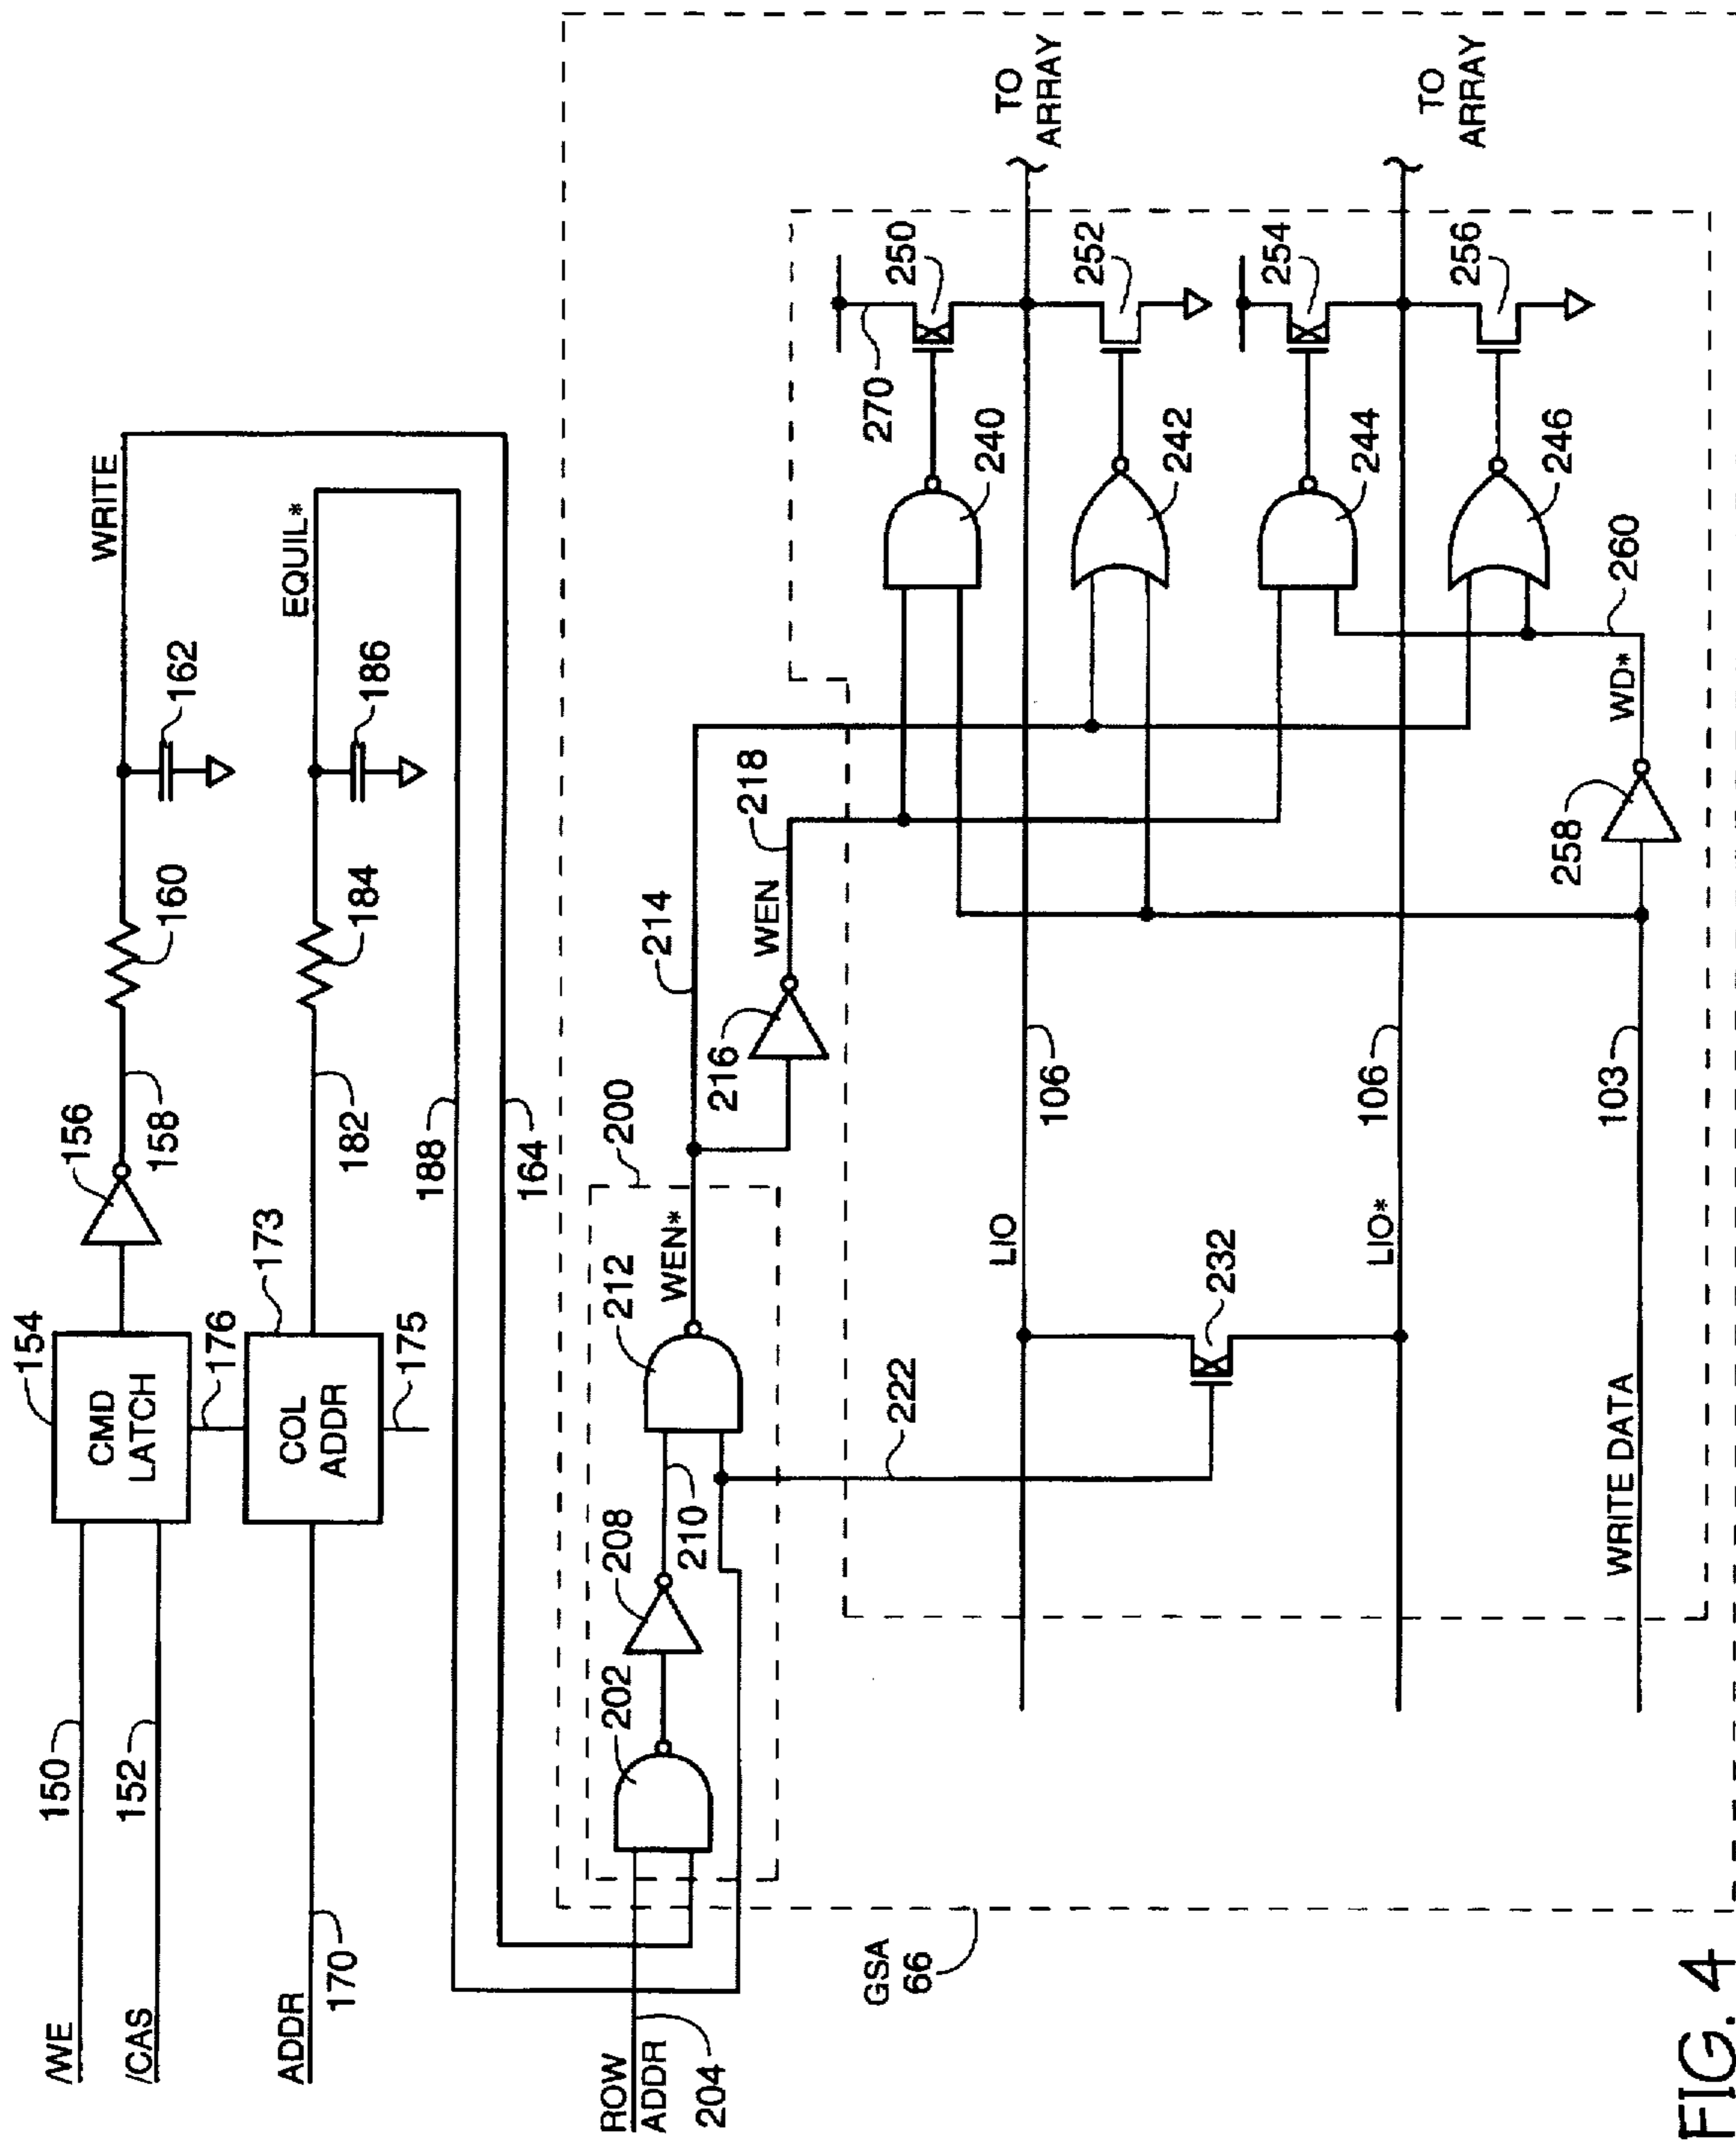 /WE
150
/CAS
152
154
CMD
LATCH
156
158
160
162
WRITE
176
ADDR
170
COL
ADDR
173
175
182
184
186
EQUIL*
188
164
ROW
ADDR
204
202
208
210
212
200
WEN*
214
216
WEN
218
222
GSA
66
LIO
106
232
LIO*
106
WRITE DATA
103
258
WD*
260
270
240
242
244
246
250
252
254
256
TO
ARRAY
TO
ARRAY
FIG. 4